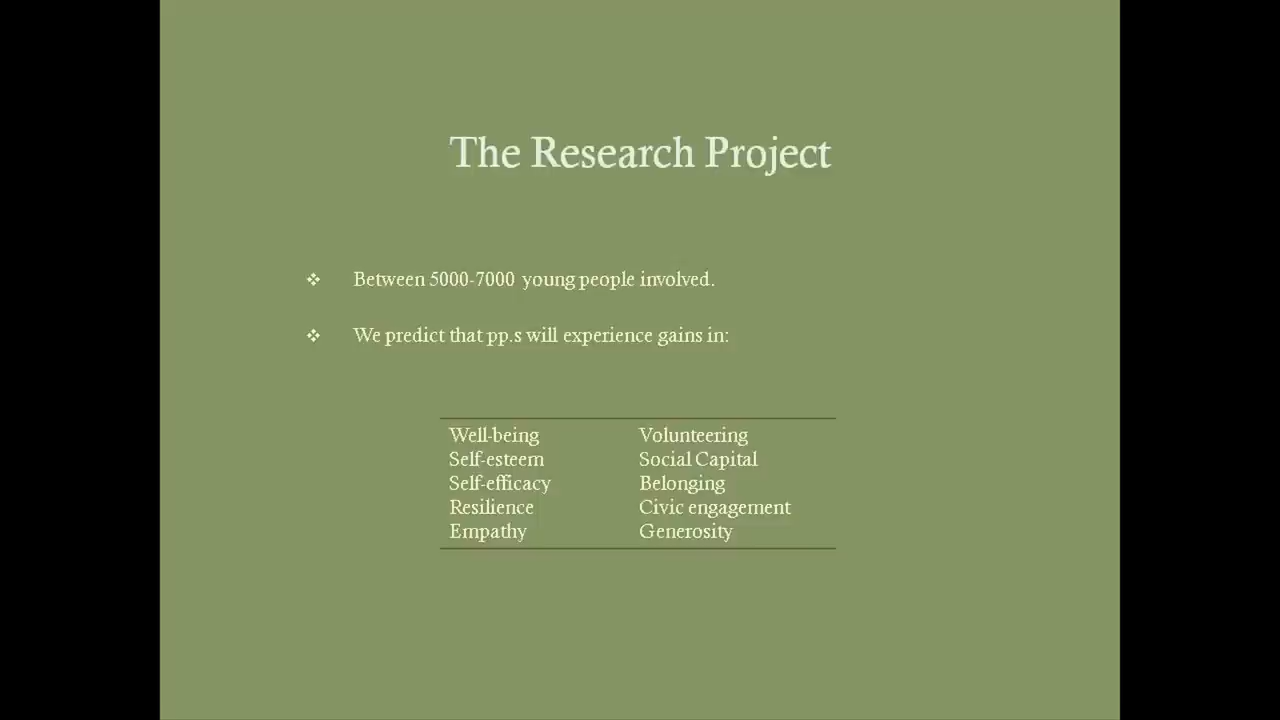 The Research Project
❖ Between 5000-7000 young people involved.
❖ We predict that pp.s will experience gains in:
Well-being Volunteering
Self-esteem Social Capital
Self-efficacy Belonging
Resilience Civic engagement
Empathy Generosity